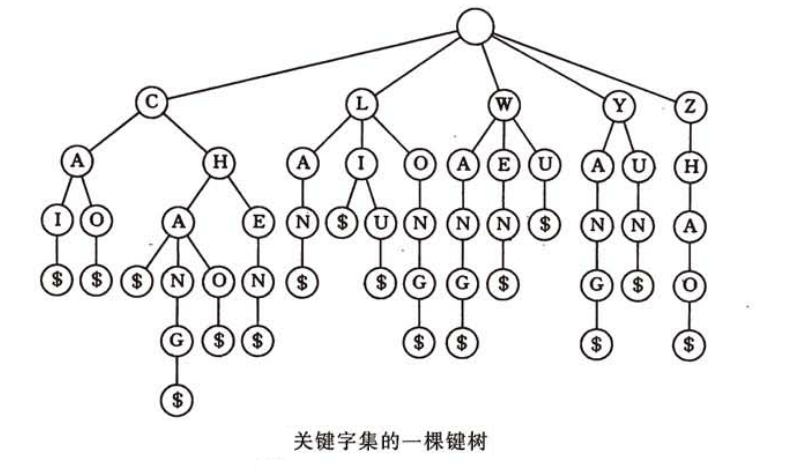 C L W Y Z
A H A I O A E U A U H
I O A E N $ U N N N $ N N A
$ $ $ N O N $ $ G G $ G $ O
G $ $ $ $ $ $
$
关键字集的一棵键树